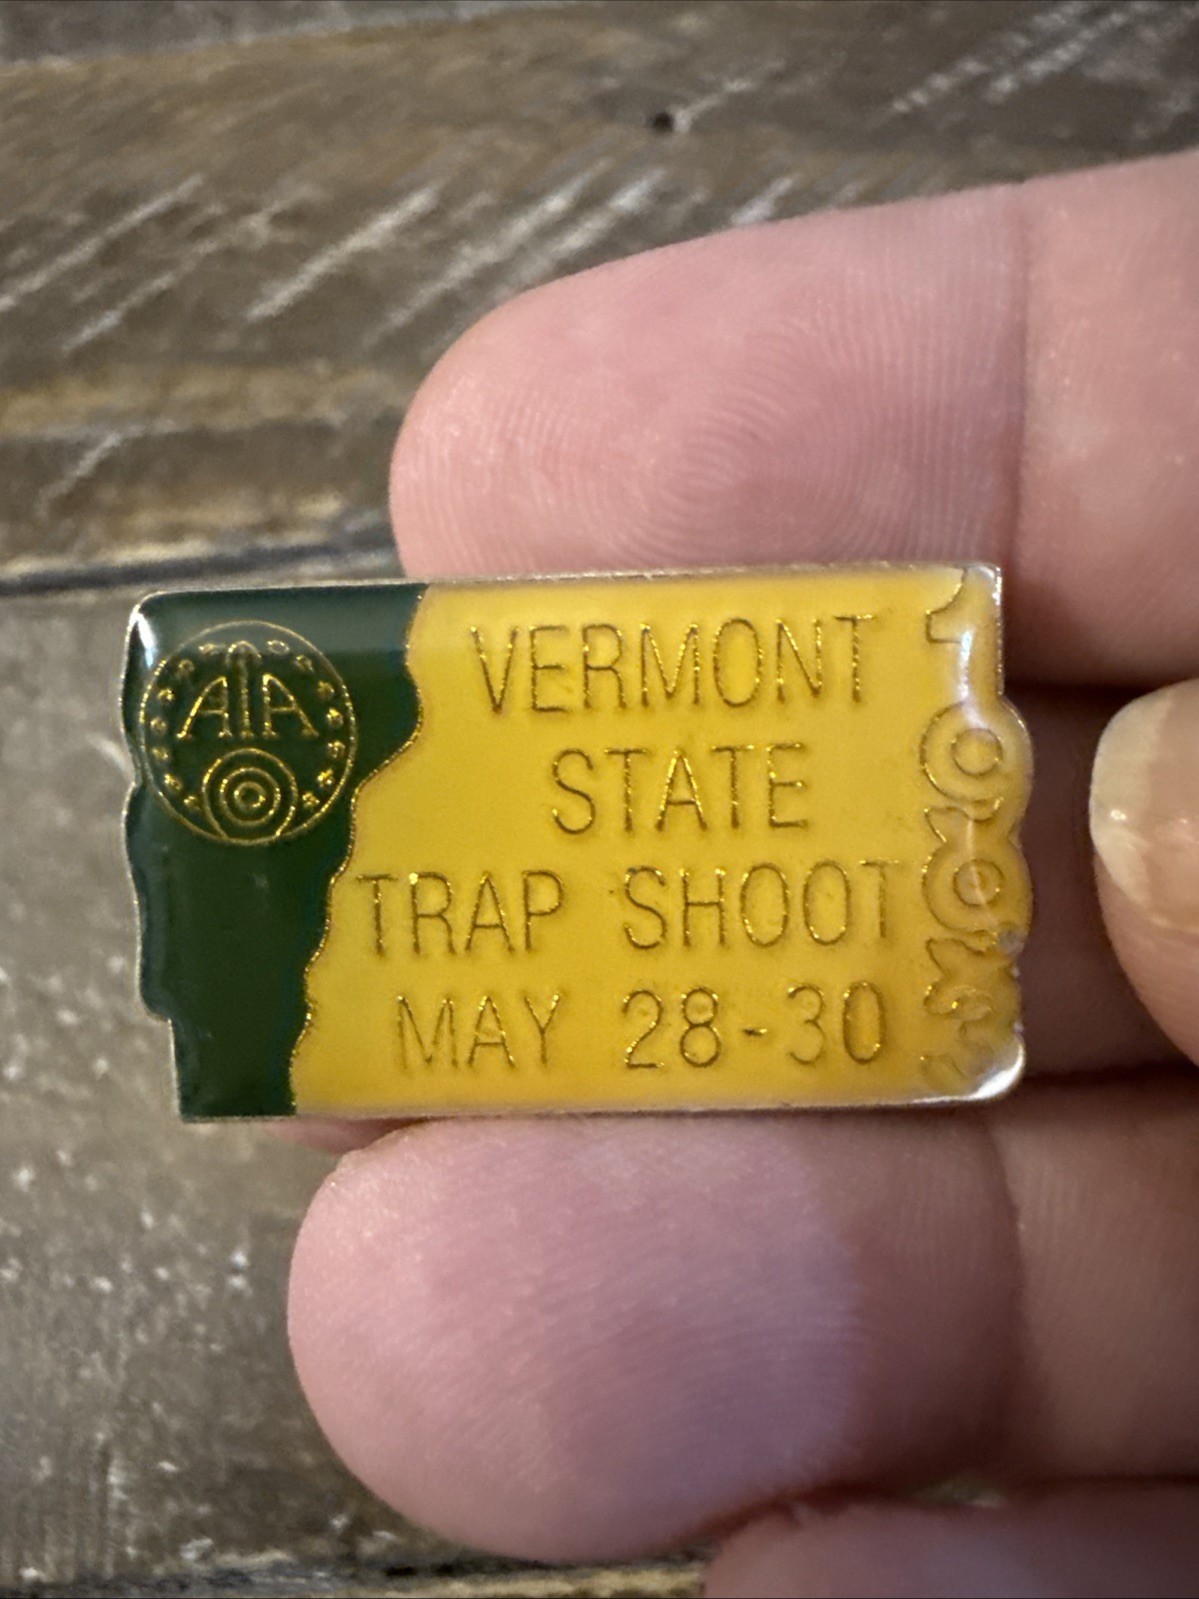 ATA
VERMONT
STATE
TRAP SHOOT
MAY 28-30